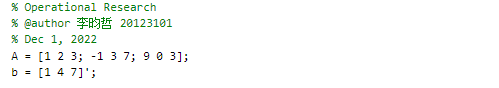 % Operational Research
% @author 李昀哲 20123101
% Dec 1, 2022
A = [1 2 3; -1 3 7; 9 0 3];
b = [1 4 7]';